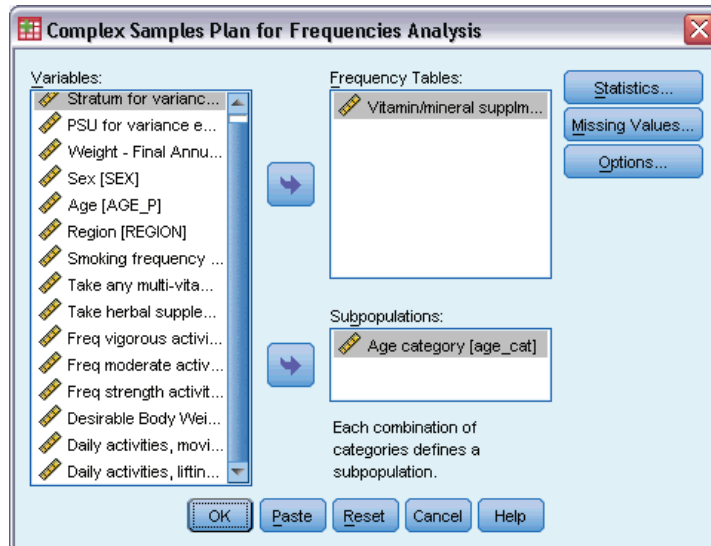 Complex Samples Plan for Frequencies Analysis
Variables:
Stratum for varianc...
PSU for variance e...
Weight - Final Annu...
Sex [SEX]
Age [AGE_P]
Region [REGION]
Smoking frequency ...
Take any multi-vita...
Take herbal supple...
Freq vigorous activi...
Freq moderate activ...
Freq strength activit...
Desirable Body Wei...
Daily activities, movi...
Daily activities, liftin...
Frequency Tables:
Vitamin/mineral supplm...
Subpopulations:
Age category [age_cat]
Each combination of
categories defines a
subpopulation.
Statistics...
Missing Values...
Options...
OK
Paste
Reset
Cancel
Help